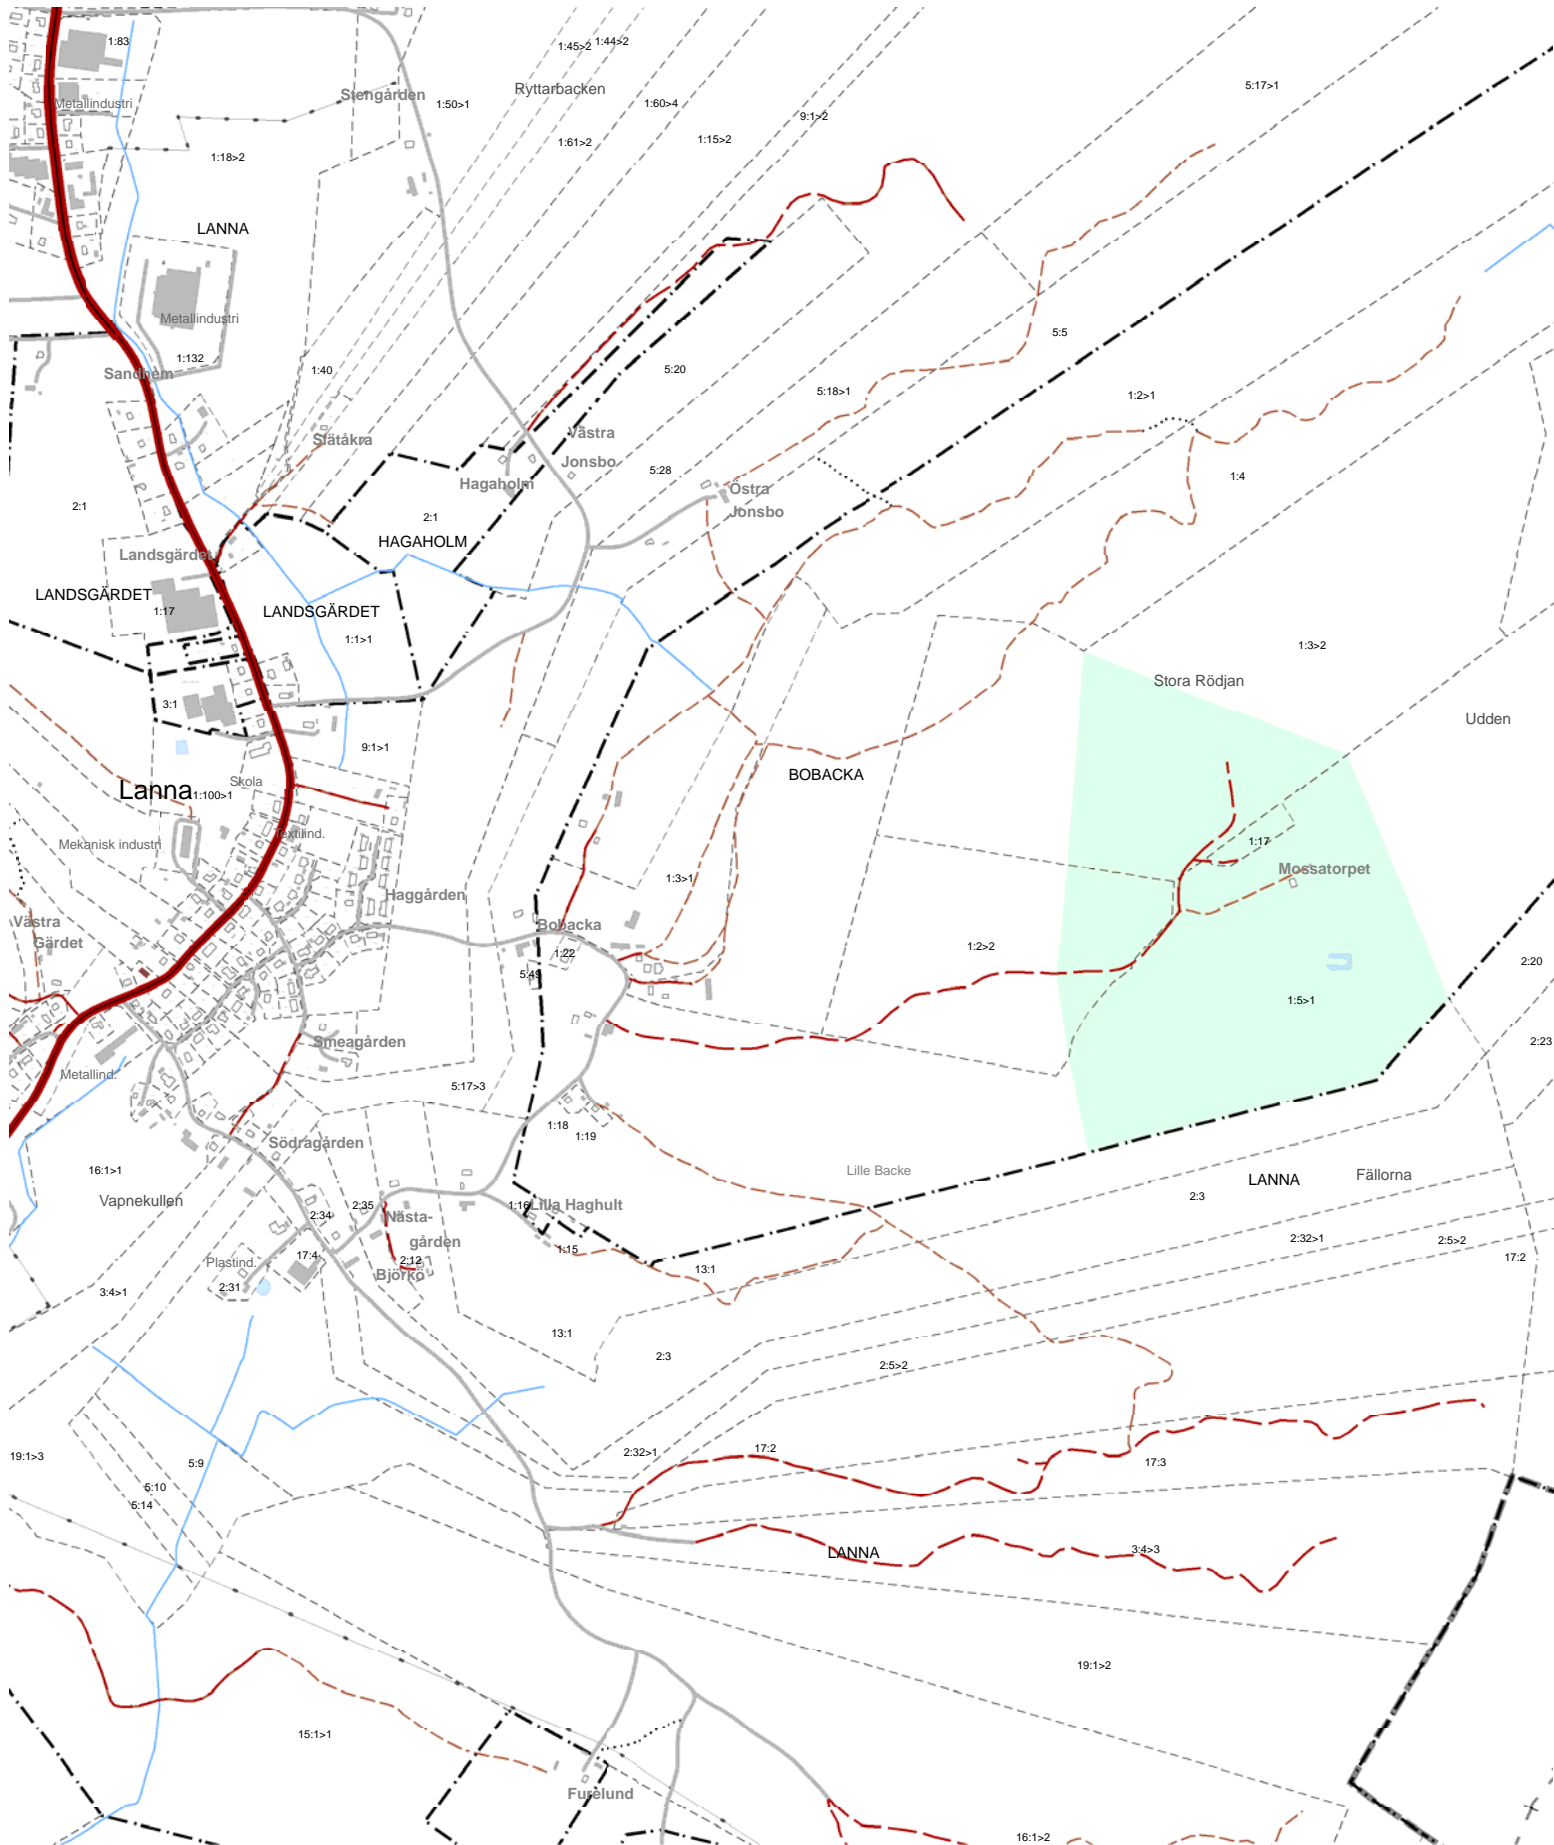 1:83
1:45>2
1:44>2
Ryttarbacken
5:17>1
Stengården
Metallindustri
1:50>1
1:60>4
9:1>2
1:61>2
1:15>2
1:18>2
LANNA
Metallindustri
5:5
1:132
Sandhem
1:40
5:20
5:18>1
1:2>1
Slätåkra
Västra
Jonsbo
5:28
1:4
Hagaholm
Östra
Jonsbo
2:1
2:1
HAGAHOLM
Landsgärdet
LANDSGÄRDET
1:17
LANDSGÄRDET
1:1>1
1:3>2
Stora Rödjan
3:1
Udden
9:1>1
BOBACKA
Skola
Lanna
1:100>1
Textilind.
Mekanisk industri
1:17
Mossatorpet
1:3>1
Haggården
Västra
Gärdet
Bobacka
1:22
1:2>2
5:49
2:20
1:5>1
Smeagården
2:23
Metallind.
5:17>3
1:18
1:19
Södragården
16:1>1
Lille Backe
LANNA
Fällorna
Vapnekullen
2:3
2:35
1:16
Lilla Haghult
2:34
Nästa-
gården
2:32>1
2:5>2
17:4
1:15
17:2
Plastind.
2:12
Björkö
13:1
2:31
3:4>1
13:1
2:3
2:5>2
19:1>3
2:32>1
17:2
5:9
17:3
5:10
5:14
LANNA
3:4>3
19:1>2
15:1>1
Furelund
16:1>2